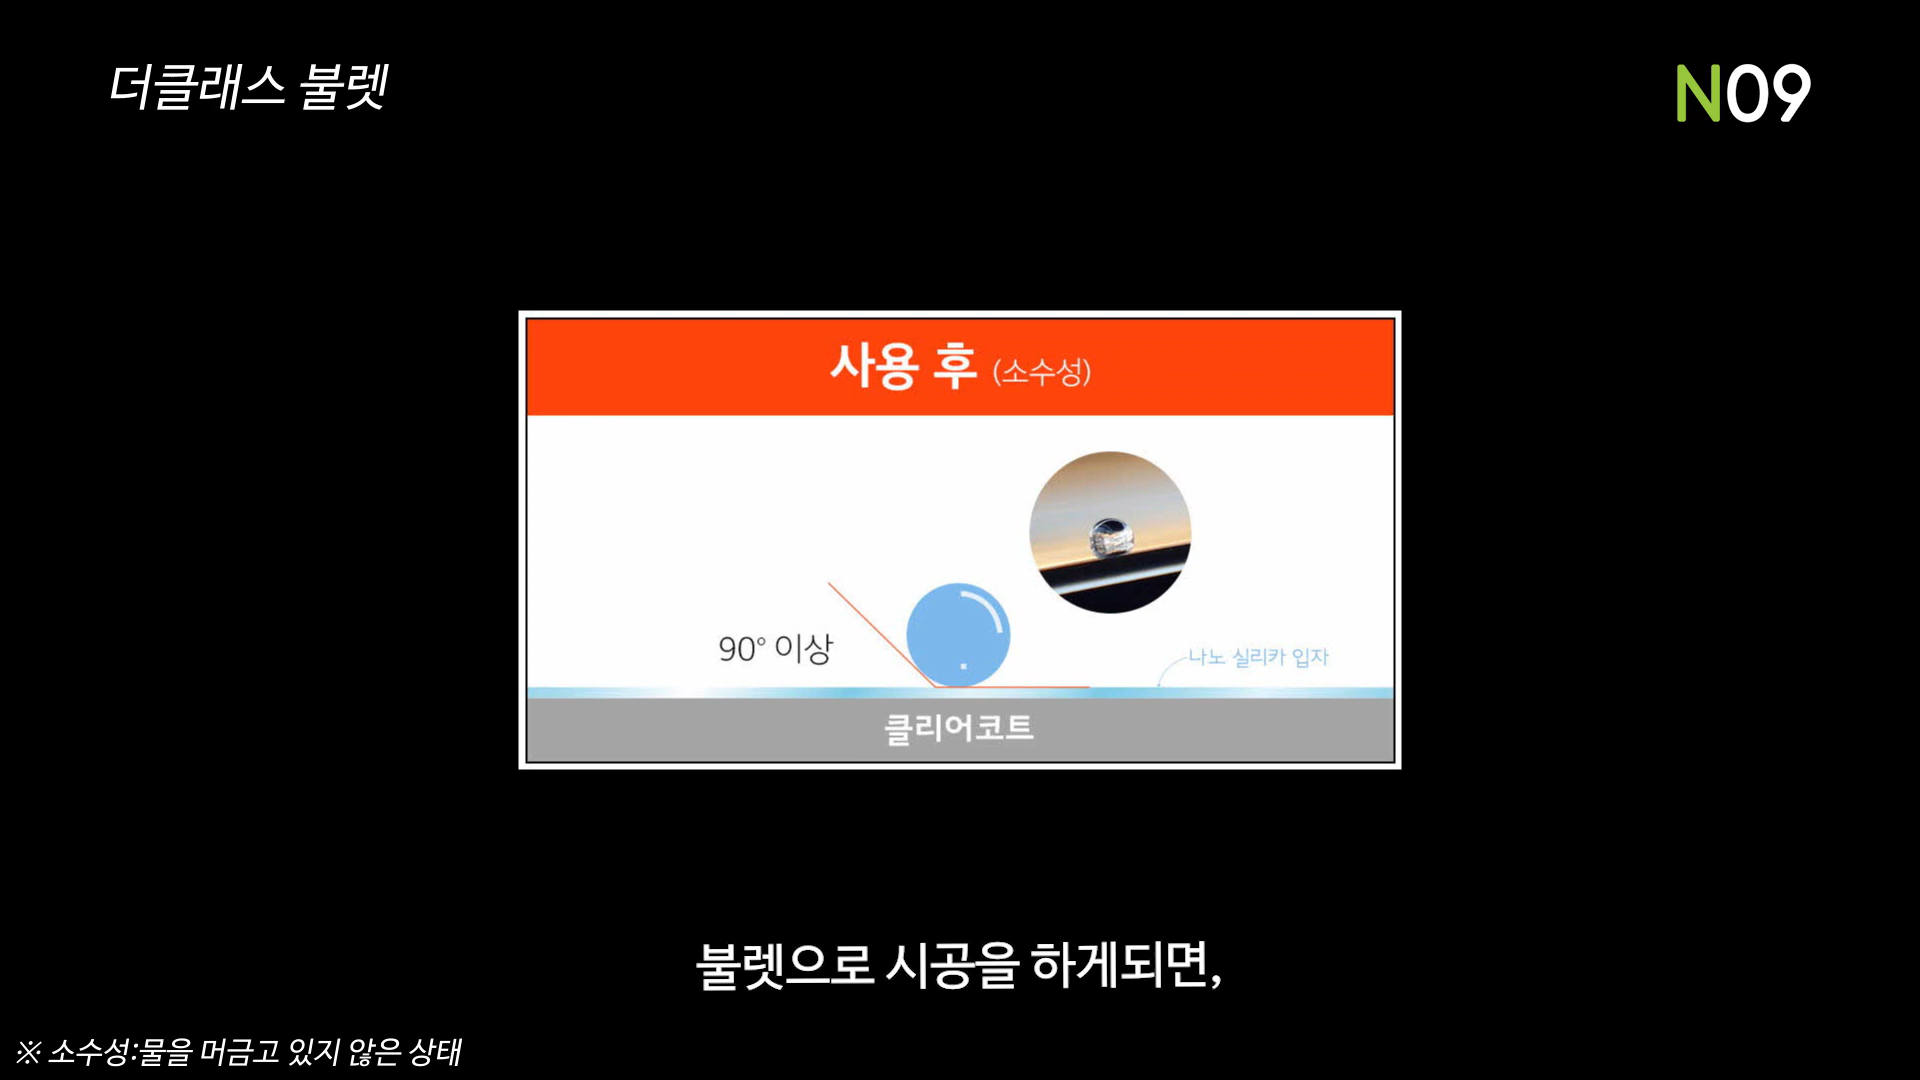 더클래스 불렛
N09
사용 후 (소수성)
90° 이상
나노 실리카 입자
클리어코트
불렛으로 시공을 하게되면,
※ 소수성:물을 머금고 있지 않은 상태